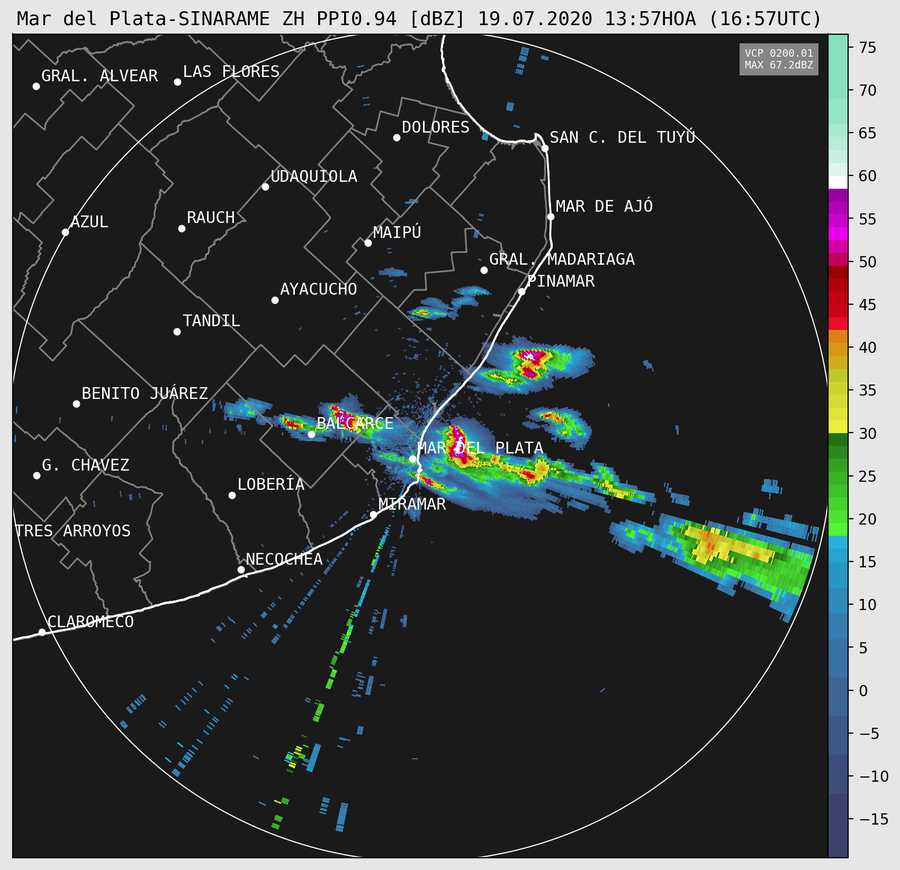 Mar del Plata-SINARAME ZH PPI0.94 [dBZ] 19.07.2020 13:57HOA (16:57UTC)
VCP 0200.01
MAX 67.2dBZ
GRAL. ALVEAR
LAS FLORES
DOLORES
SAN C. DEL TUYÚ
UDAQUIOLA
MAR DE AJÓ
AZUL
RAUCH
MAIPÚ
GRAL. MADARIAGA
PINAMAR
AYACUCHO
TANDIL
BENITO JUÁREZ
BALCARCE
MAR DEL PLATA
G. CHAVEZ
LOBERÍA
MIRAMAR
TRES ARROYOS
NECOCHEA
CLAROMECO
75
70
65
60
55
50
45
40
35
30
25
20
15
10
5
0
−5
−10
−15